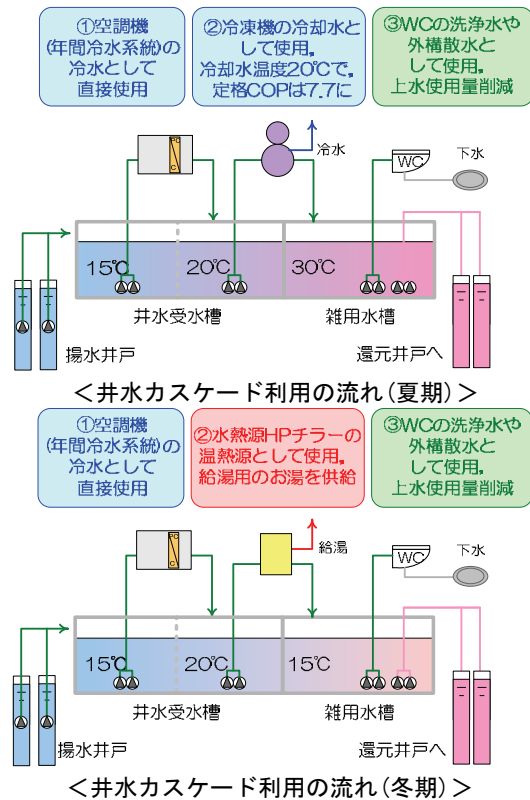 ①空調機
(年間冷水系統)の
冷水として
直接使用
②冷凍機の冷却水と
して使用。
冷却水温度20℃で、
定格COPは7.7に
③WCの洗浄水や
外構散水と
して使用。
上水使用量削減
冷水
WC
下水
15℃
20℃
30℃
井水受水槽
雑用水槽
揚水井戸
還元井戸へ
<井水カスケード利用の流れ(夏期)>
①空調機
(年間冷水系統)の
冷水として
直接使用
②水熱源HPチラーの
温熱源として使用。
給湯用のお湯を供給
③WCの洗浄水や
外構散水と
して使用。
上水使用量削減
給湯
WC
下水
15℃
20℃
15℃
井水受水槽
雑用水槽
揚水井戸
還元井戸へ
<井水カスケード利用の流れ(冬期)>